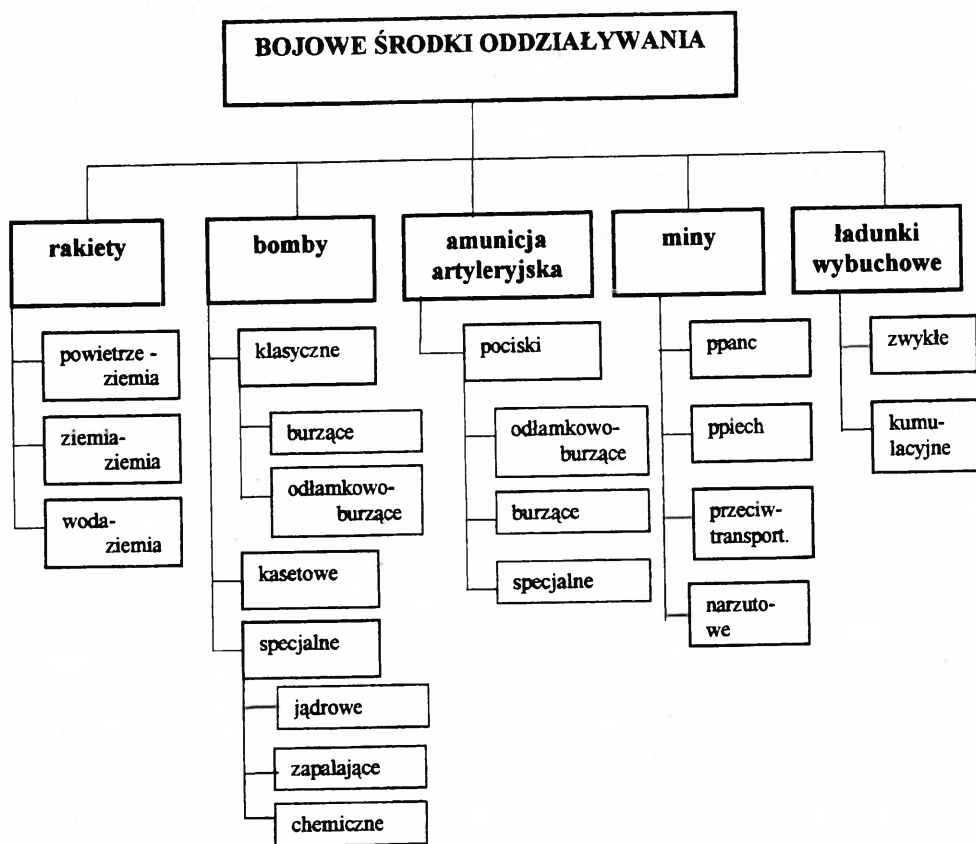 BOJOWE ŚRODKI ODDZIAŁYWANIA
rakiety
powietrze -
ziemia
ziemia-
ziemia
woda-
ziemia
bomby
klasyczne
burzące
odłamkowo-
burzące
kasetowe
specjalne
jądrowe
zapalające
chemiczne
amunicja
artyleryjska
pociski
odłamkowo-
burzące
burzące
specjalne
miny
ppanc
ppiech
przeciw-
transport.
narzuto-
we
ładunki
wybuchowe
zwykłe
kumu-
lacyjne